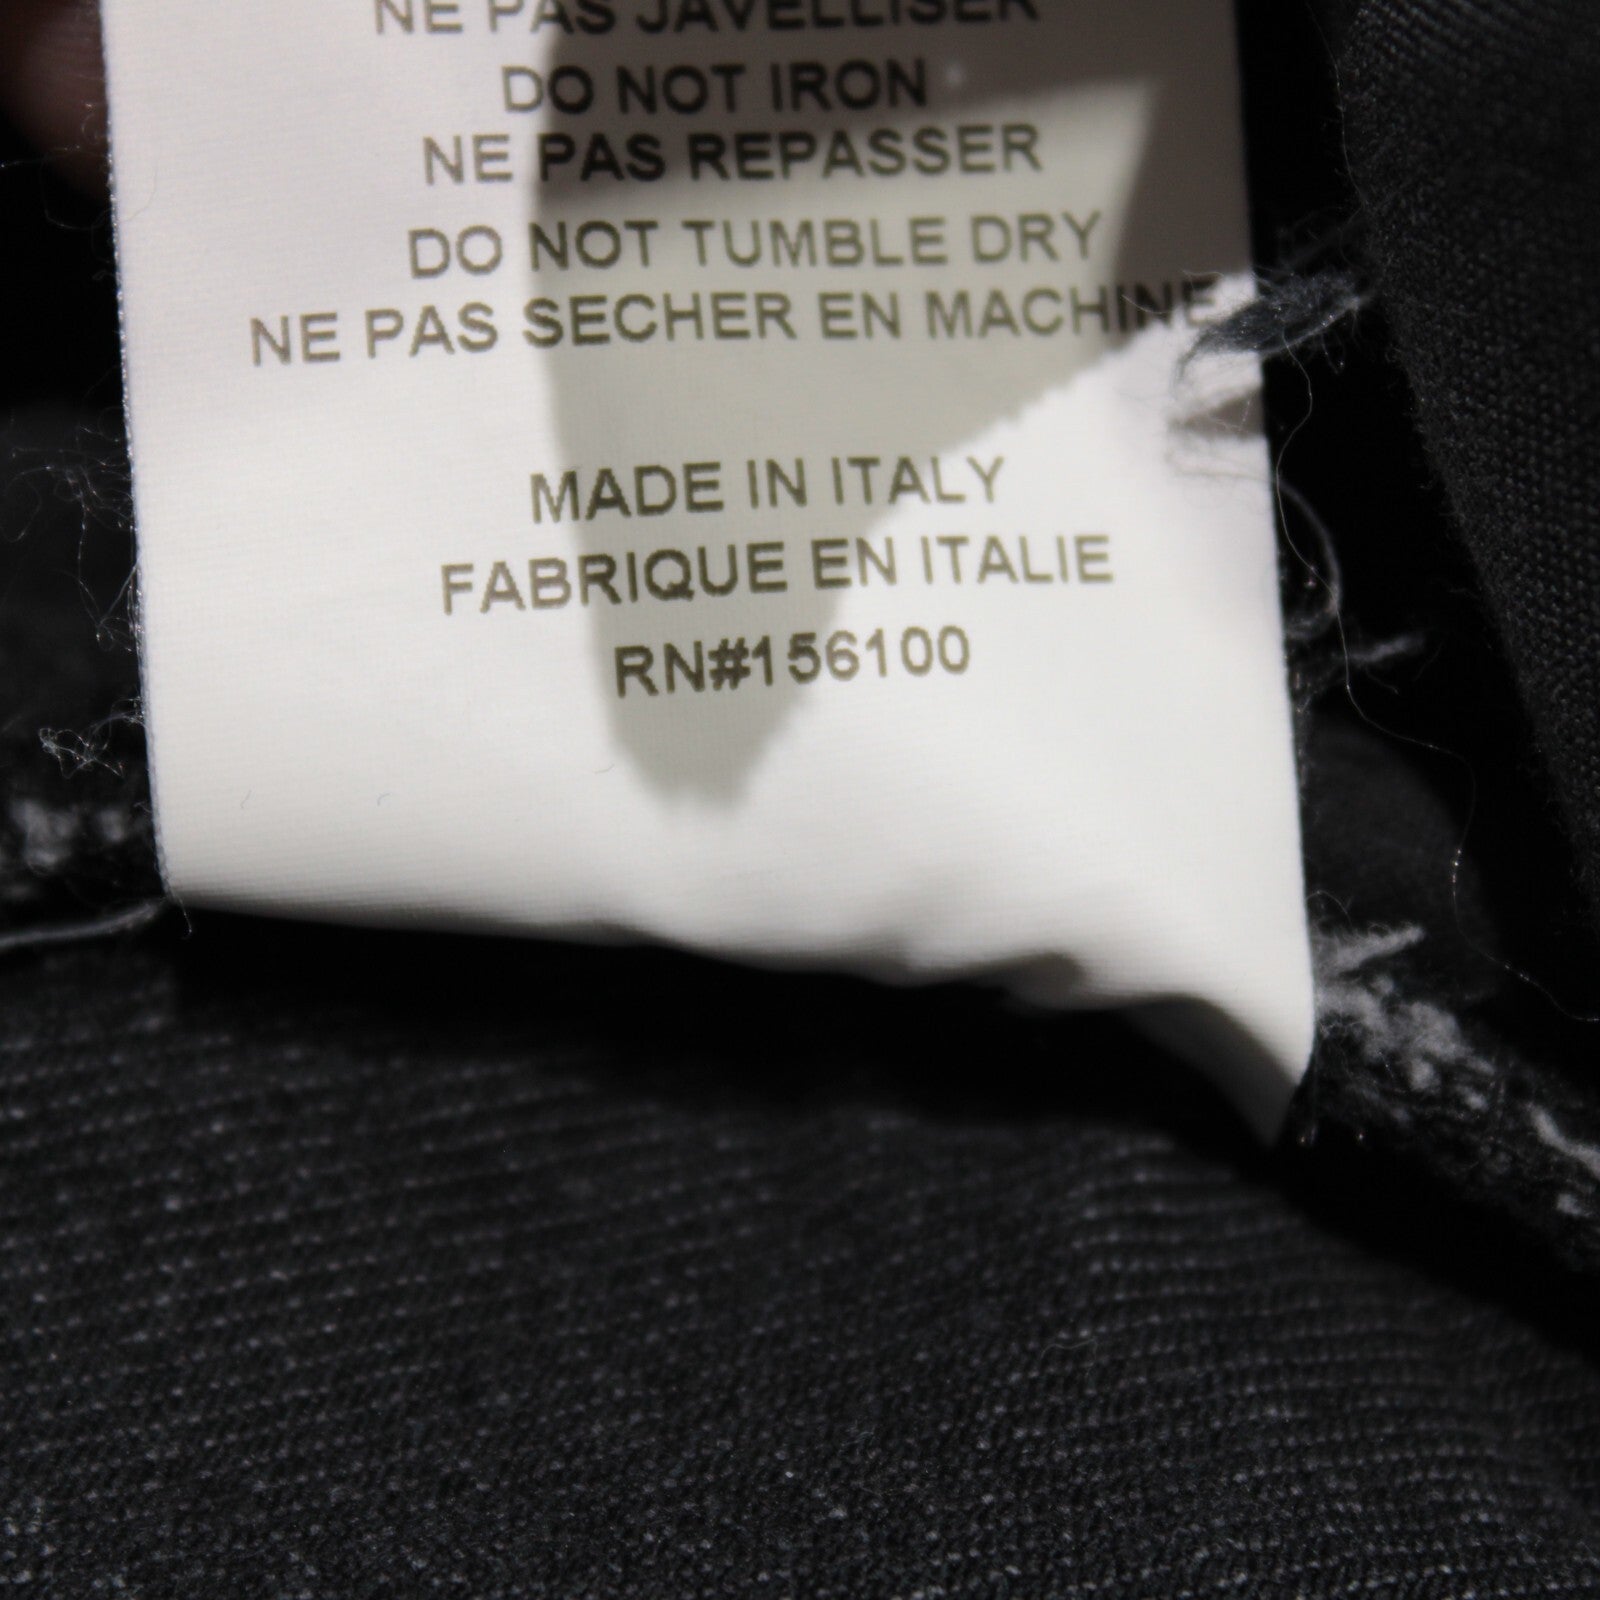 NE PAS JAVELLISER
DO NOT IRON
NE PAS REPASSER
DO NOT TUMBLE DRY
NE PAS SECHER EN MACHINE
MADE IN ITALY
FABRIQUE EN ITALIE
RN#156100